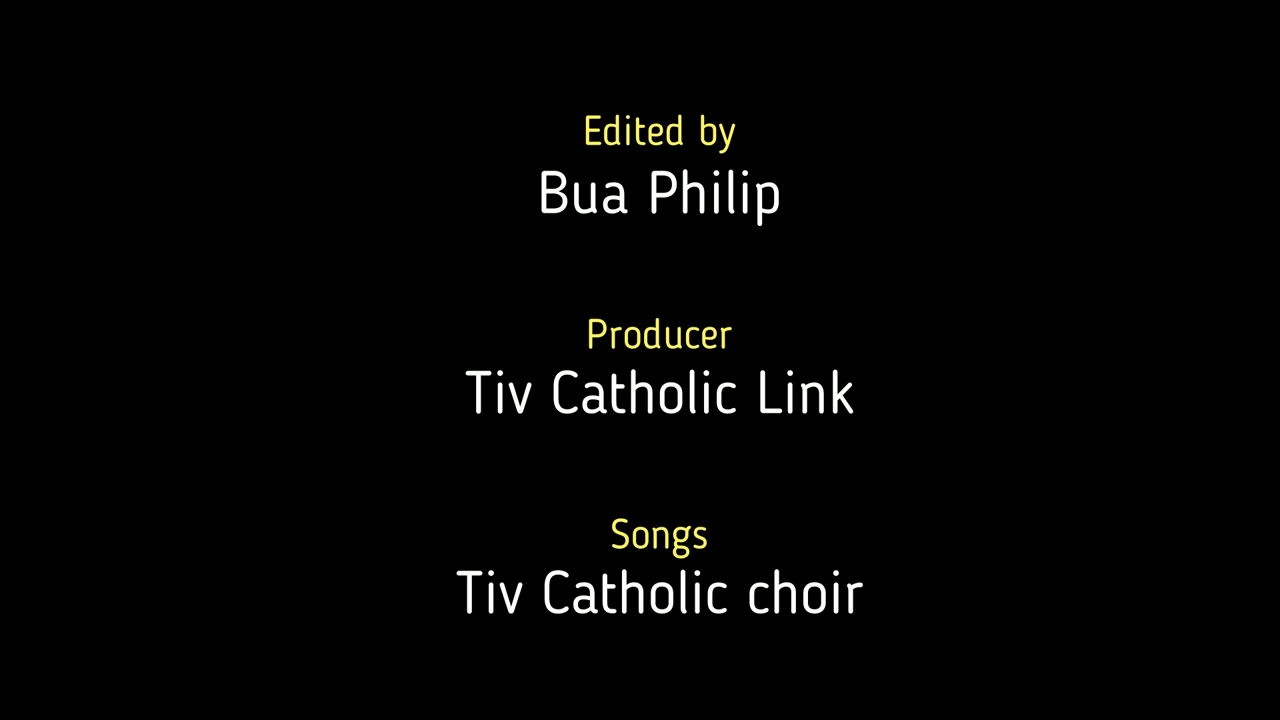 Edited by
Bua Philip
Producer
Tiv Catholic Link
Songs
Tiv Catholic choir